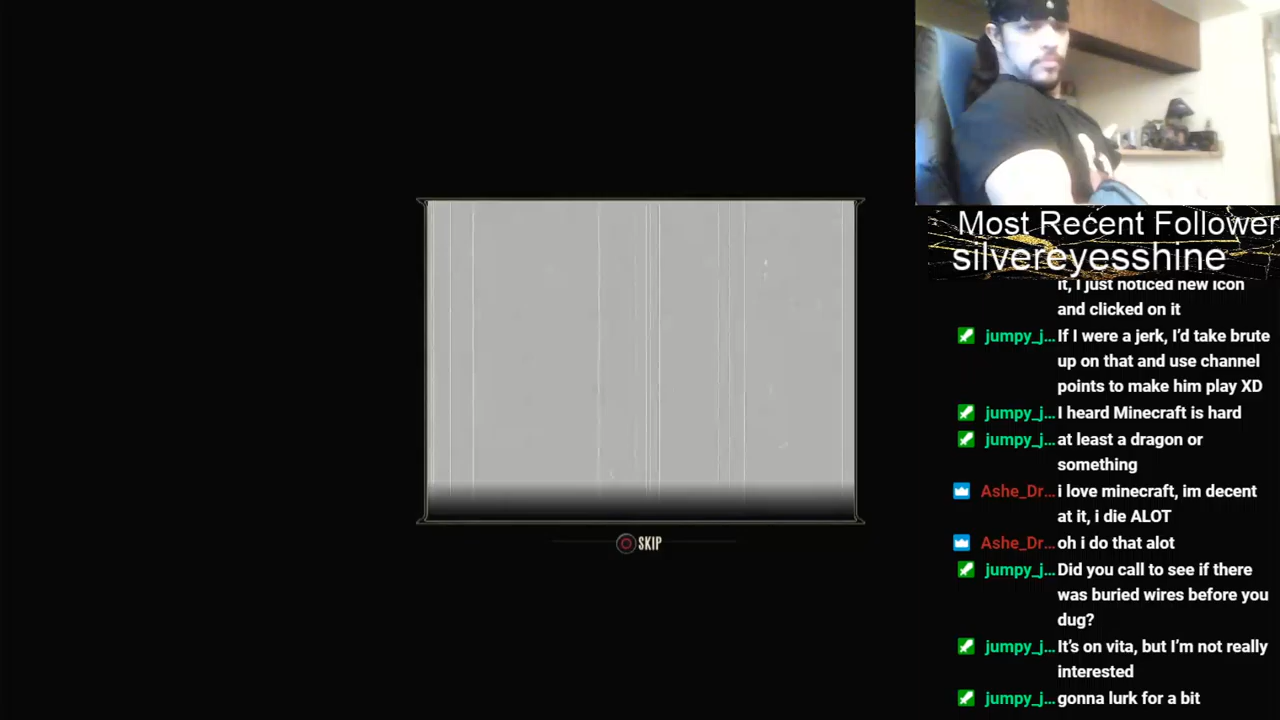 Most Recent Follower
silvereyesshine
it, I just noticed new icon
and clicked on it
jumpy_j... If I were a jerk, I’d take brute
up on that and use channel
points to make him play XD
jumpy_j... I heard Minecraft is hard
jumpy_j... at least a dragon or
something
Ashe_Dr... i love minecraft, im decent
at it, i die ALOT
Ashe_Dr... oh i do that alot
jumpy_j... Did you call to see if there
was buried wires before you
dug?
jumpy_j... It’s on vita, but I’m not really
interested
jumpy_j... gonna lurk for a bit
SKIP